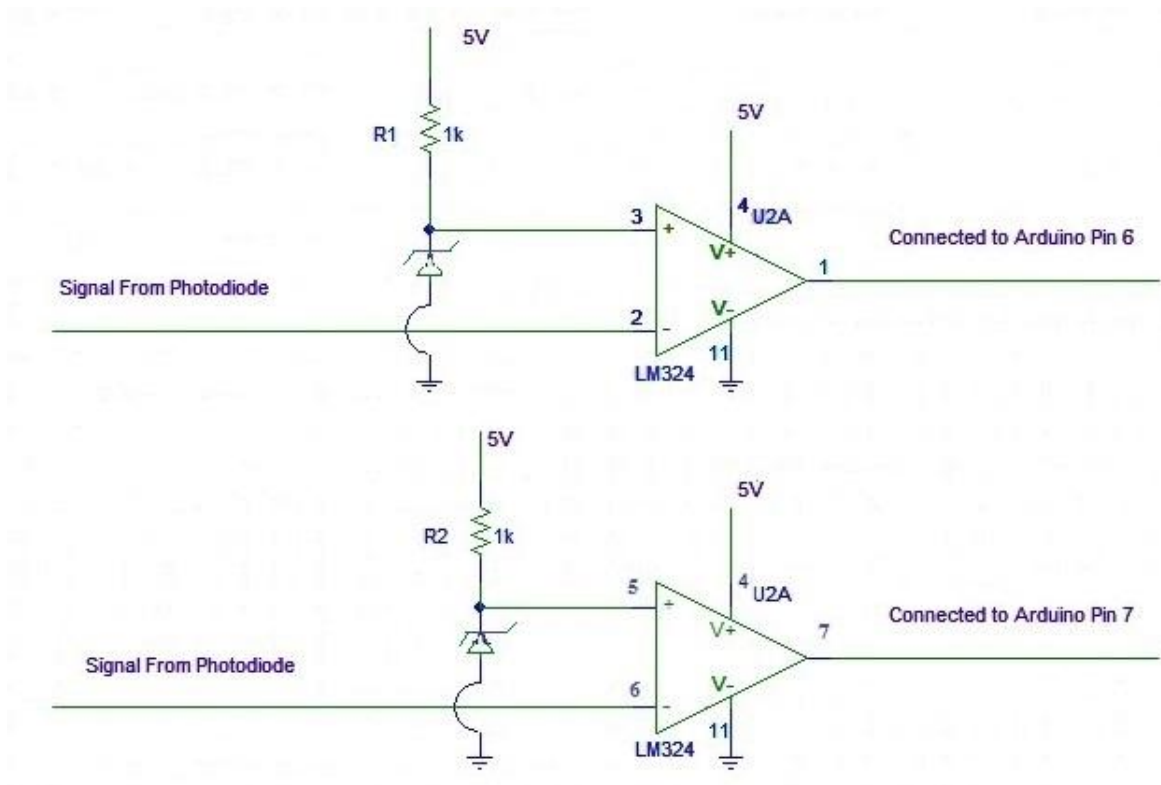 5V
R1 1k
5V
3 + 4 U2A
V+
Connected to Arduino Pin 6
1
Signal From Photodiode
V-
2 -
11
LM324
5V
R2 1k
5V
5 + 4 U2A
V+
Connected to Arduino Pin 7
7
Signal From Photodiode
V-
6 -
11
LM324